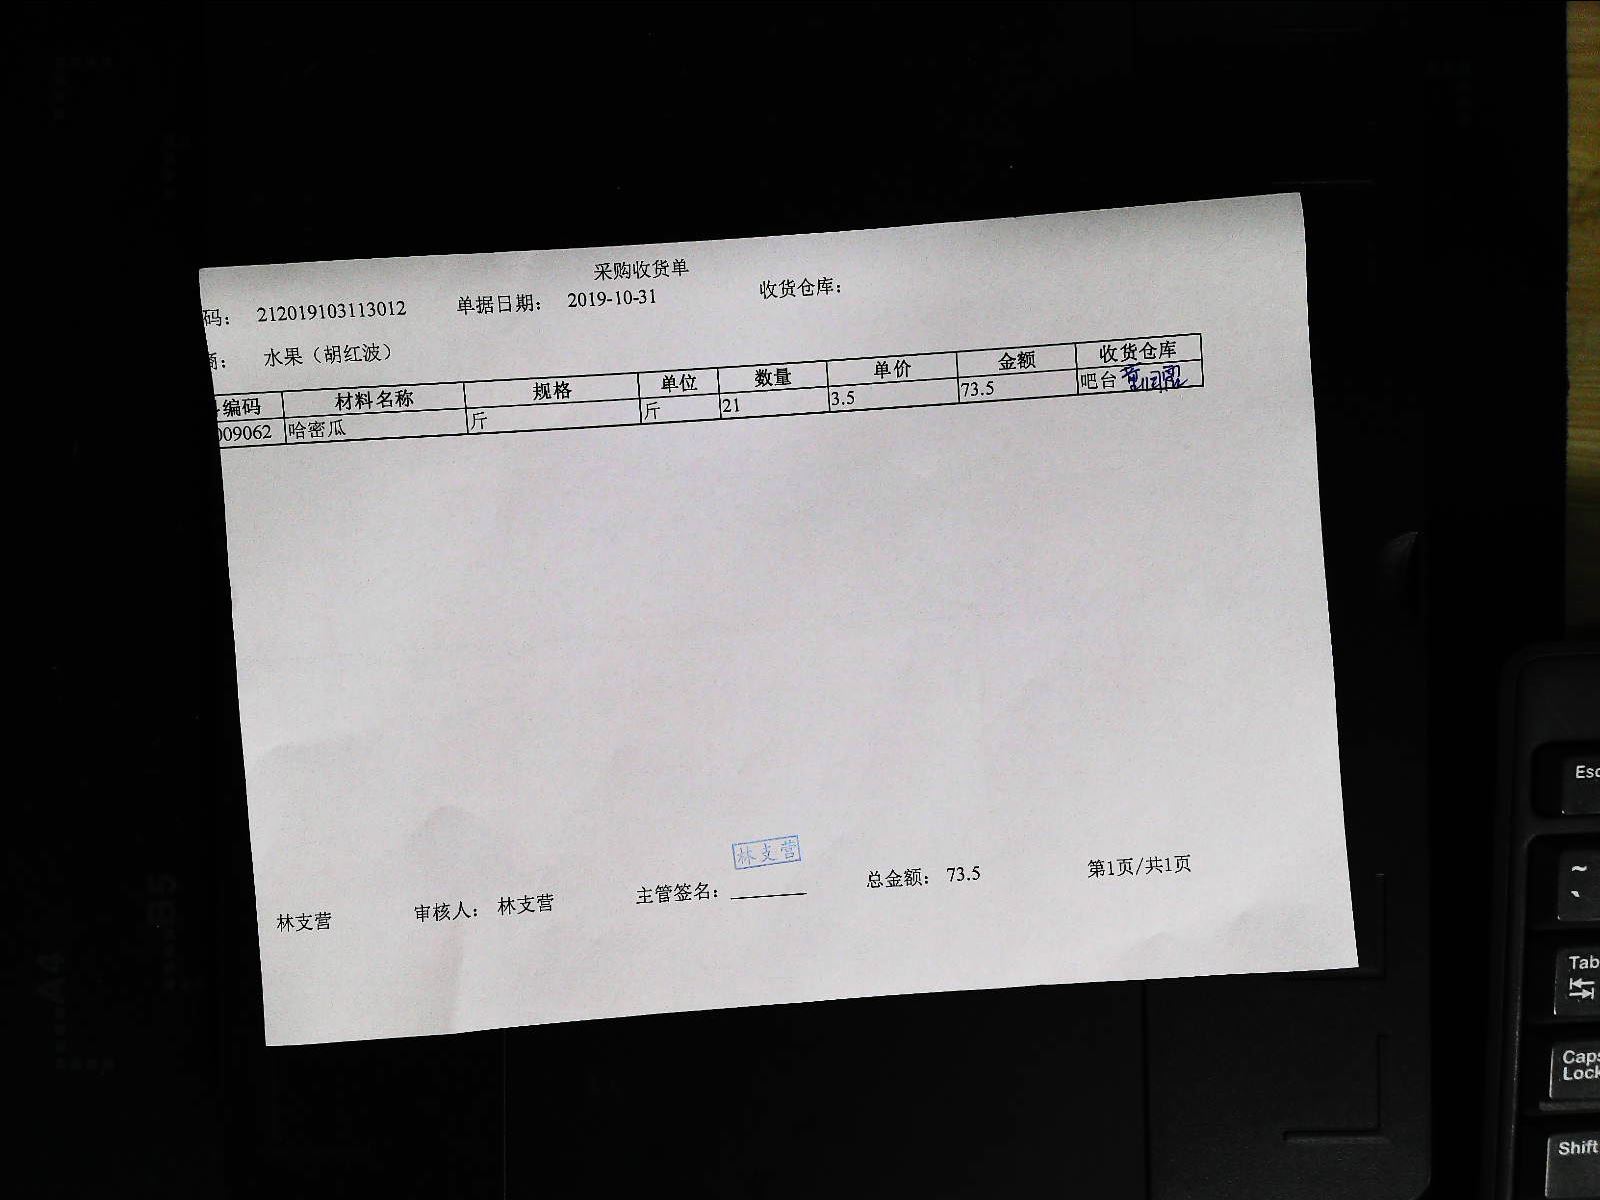 采购收货单
码： 212019103113012 单据日期： 2019-10-31 收货仓库：
商： 水果（胡红波）
编码 材料名称 规格 单位 数量 单价 金额 收货仓库
009062 哈密瓜 斤 斤 21 3.5 73.5 吧台
林支营
林支营 审核人： 林支营 主管签名： 总金额： 73.5 第1页/共1页
Esc
~
`
Tab
Caps
Lock
Shift
A4
B5